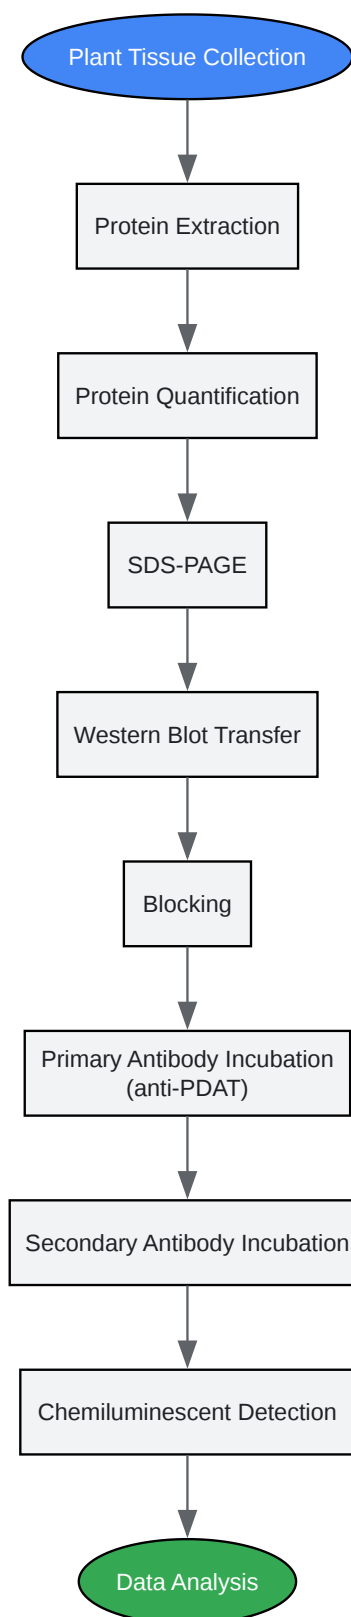 Plant Tissue Collection
Protein Extraction
Protein Quantification
SDS-PAGE
Western Blot Transfer
Blocking
Primary Antibody Incubation
(anti-PDAT)
Secondary Antibody Incubation
Chemiluminescent Detection
Data Analysis